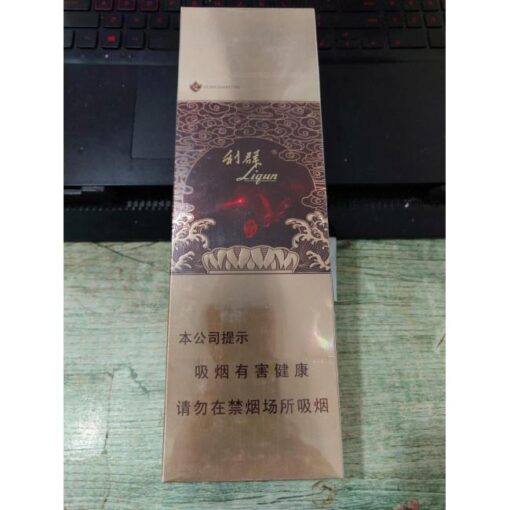 利群
Liqun
本公司提示
吸烟有害健康
请勿在禁烟场所吸烟